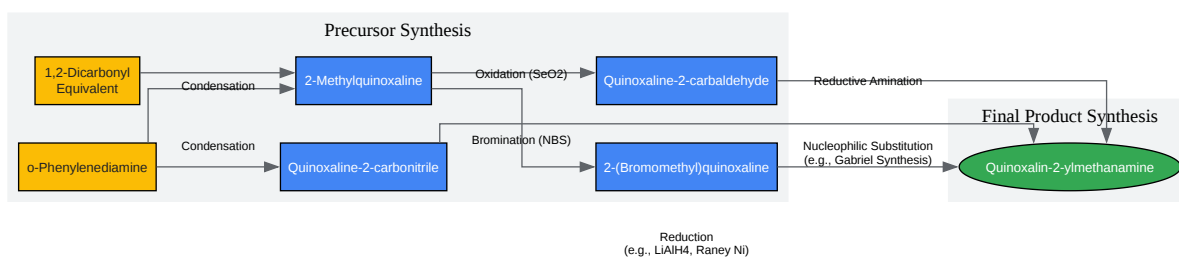 Precursor Synthesis
1,2-Dicarbonyl
Equivalent
Condensation
2-Methylquinoxaline
Oxidation (SeO2)
Quinoxaline-2-carbaldehyde
Reductive Amination
Final Product Synthesis
o-Phenylenediamine
Condensation
Quinoxaline-2-carbonitrile
Bromination (NBS)
2-(Bromomethyl)quinoxaline
Nucleophilic Substitution
(e.g., Gabriel Synthesis)
Quinoxalin-2-ylmethanamine
Reduction
(e.g., LiAlH4, Raney Ni)